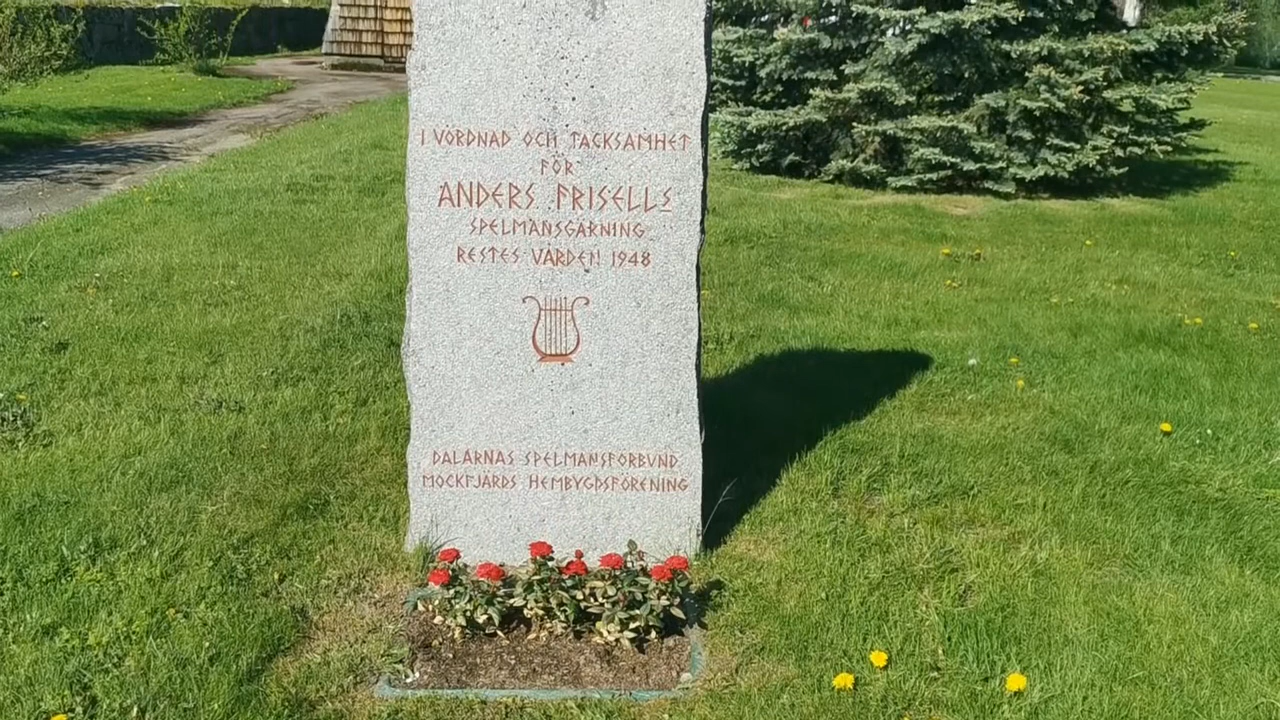 I VÖRDNAD OCH TACKSAMHET
FÖR
ANDERS FRISELLS
SPELMANSGÄRNING
RESTES VÅRDEN 1948
DALARNAS SPELMANSFÖRBUND
MOCKFJÄRDS HEMBYGDSFÖRENING